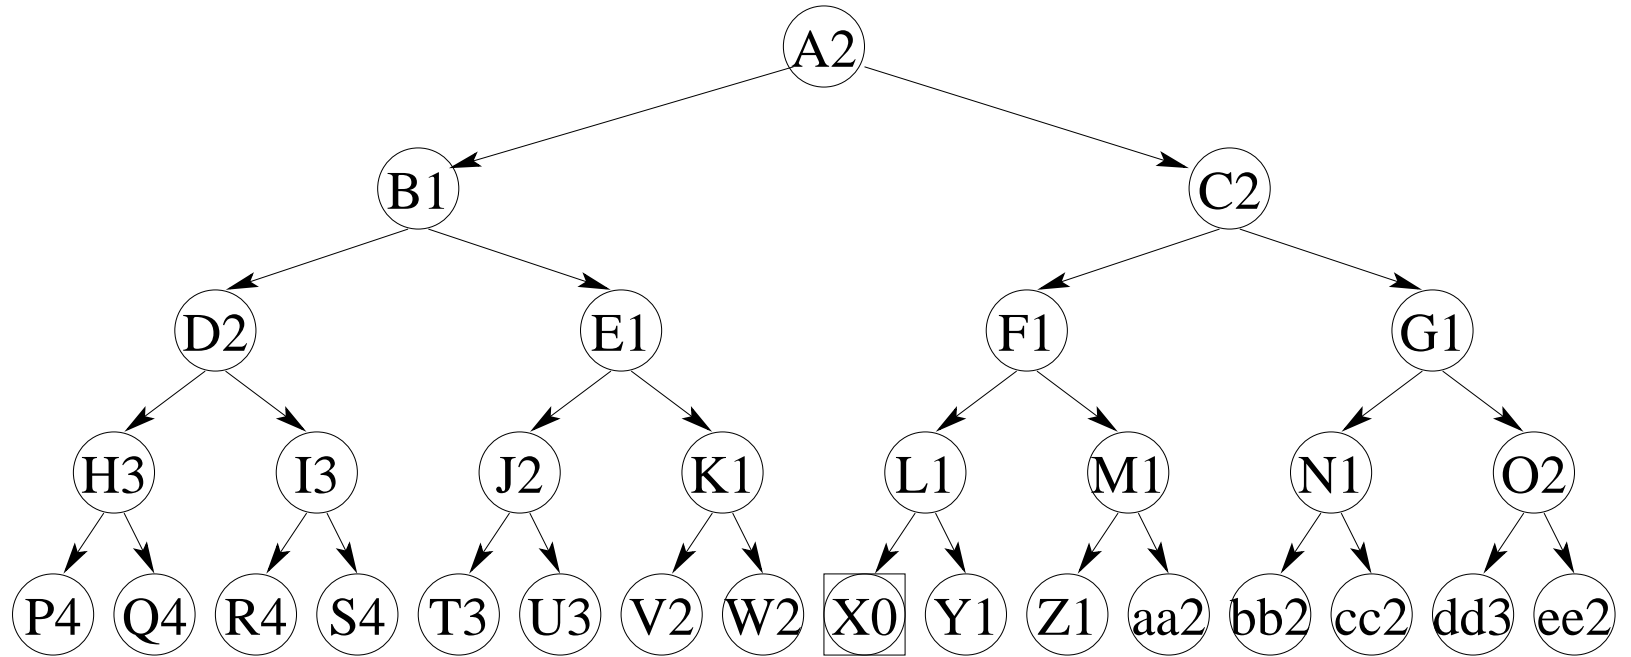 A2
B1 C2
D2 E1 F1 G1
H3 I3 J2 K1 L1 M1 N1 O2
P4 Q4 R4 S4 T3 U3 V2 W2 X0 Y1 Z1 aa2 bb2 cc2 dd3 ee2